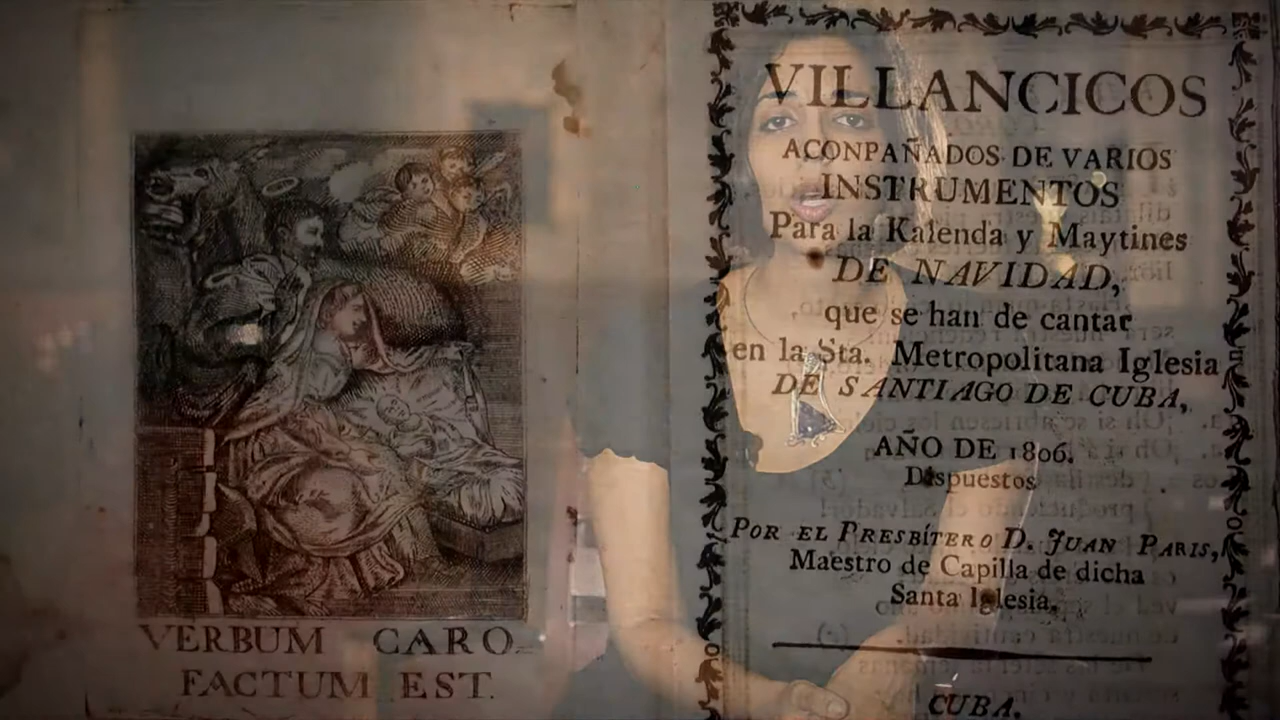 VERBUM CARO
FACTUM EST.
VILLANCICOS
ACONPAÑADOS DE VARIOS
INSTRUMENTOS
Para la Kalenda y Maytines
DE NAVIDAD,
que se han de cantar
en la Sta. Metropolitana Iglesia
DE SANTIAGO DE CUBA,
AÑO DE 1806.
Dispuestos
POR EL PRESBÍTERO D. JUAN PARIS,
Maestro de Capilla de dicha
Santa Iglesia.
CUBA.